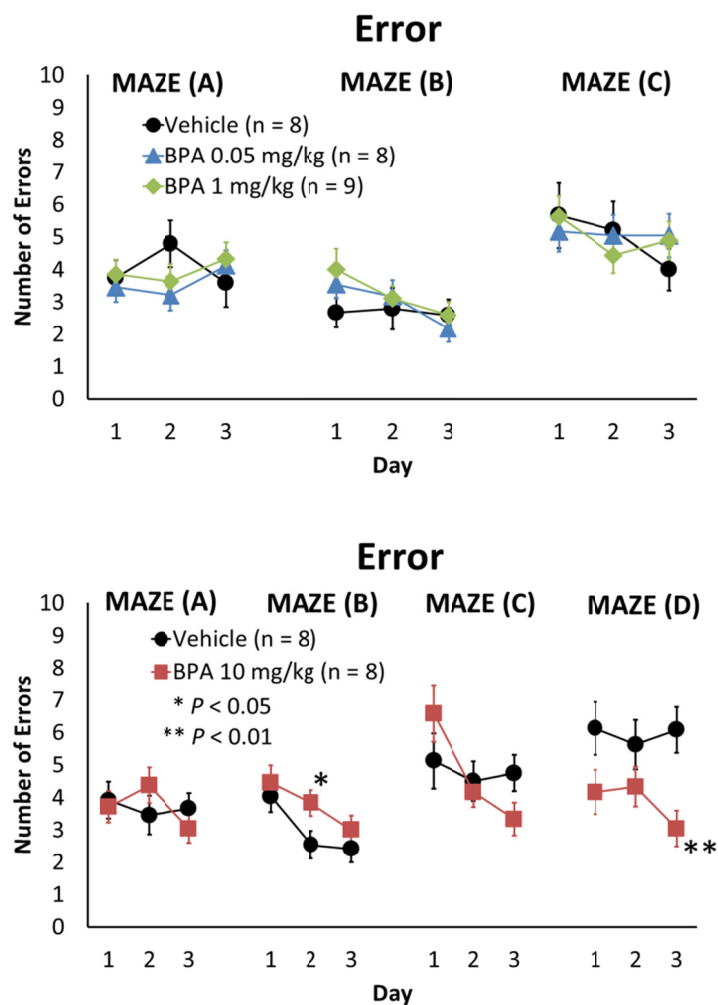 Error
MAZE (A) MAZE (B) MAZE (C)
10
9
8
7
6
5
4
3
2
1
0
Number of Errors
Vehicle (n = 8)
BPA 0.05 mg/kg (n = 8)
BPA 1 mg/kg (n = 9)
1 2 3 1 2 3 1 2 3
Day
Error
MAZE (A) MAZE (B) MAZE (C) MAZE (D)
10
9
8
7
6
5
4
3
2
1
0
Number of Errors
Vehicle (n = 8)
BPA 10 mg/kg (n = 8)
* P < 0.05
** P < 0.01
*
**
1 2 3 1 2 3 1 2 3 1 2 3
Day